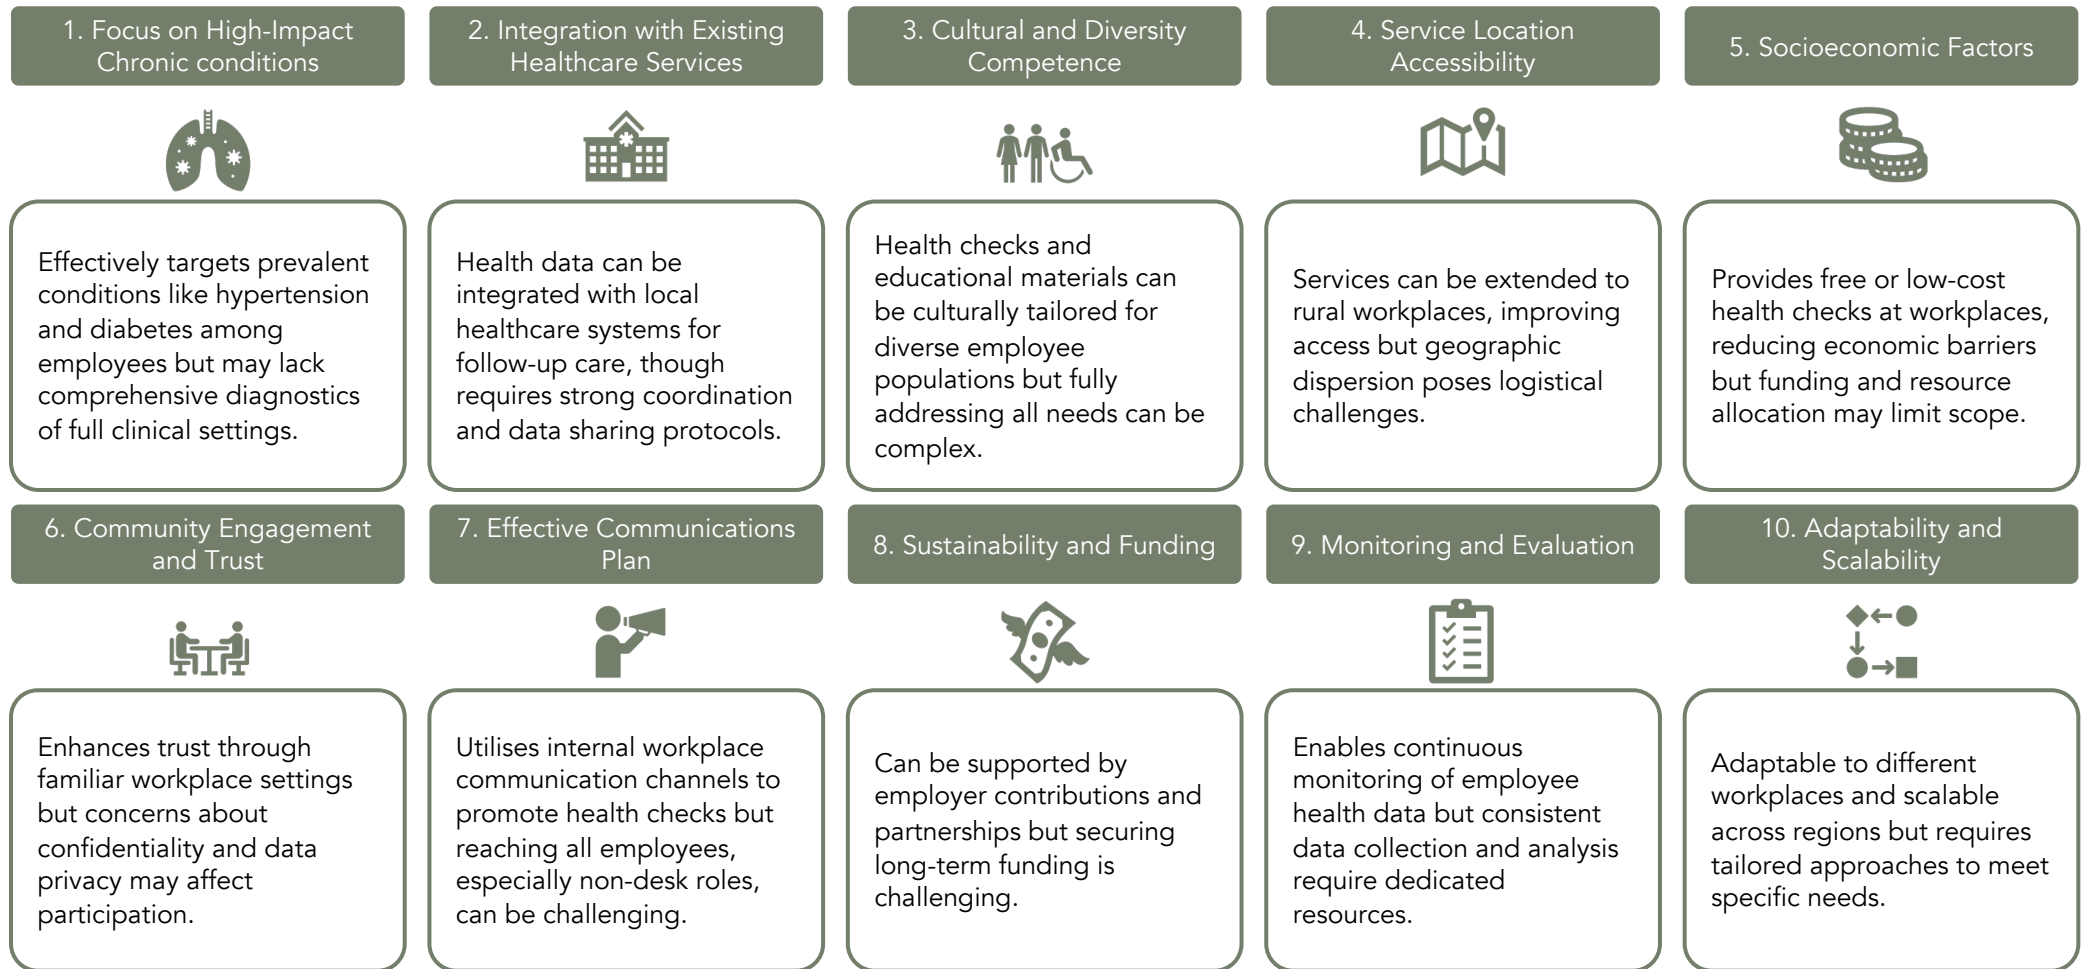 1. Focus on High-Impact
Chronic conditions
2. Integration with Existing
Healthcare Services
3. Cultural and Diversity
Competence
4. Service Location
Accessibility
5. Socioeconomic Factors
Effectively targets prevalent
conditions like hypertension
and diabetes among
employees but may lack
comprehensive diagnostics
of full clinical settings.
Health data can be
integrated with local
healthcare systems for
follow-up care, though
requires strong coordination
and data sharing protocols.
Health checks and
educational materials can
be culturally tailored for
diverse employee
populations but fully
addressing all needs can be
complex.
Services can be extended to
rural workplaces, improving
access but geographic
dispersion poses logistical
challenges.
Provides free or low-cost
health checks at workplaces,
reducing economic barriers
but funding and resource
allocation may limit scope.
6. Community Engagement
and Trust
7. Effective Communications
Plan
8. Sustainability and Funding
9. Monitoring and Evaluation
10. Adaptability and
Scalability
Enhances trust through
familiar workplace settings
but concerns about
confidentiality and data
privacy may affect
participation.
Utilises internal workplace
communication channels to
promote health checks but
reaching all employees,
especially non-desk roles,
can be challenging.
Can be supported by
employer contributions and
partnerships but securing
long-term funding is
challenging.
Enables continuous
monitoring of employee
health data but consistent
data collection and analysis
require dedicated
resources.
Adaptable to different
workplaces and scalable
across regions but requires
tailored approaches to meet
specific needs.